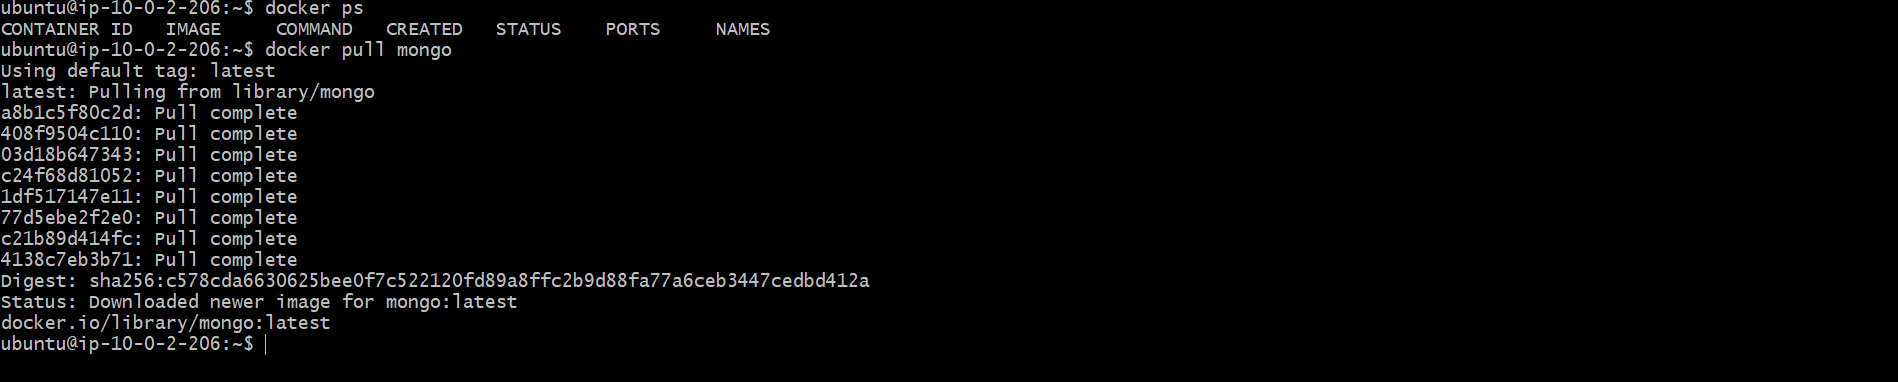 ubuntu@ip-10-0-2-206:~$ docker ps
CONTAINER ID   IMAGE     COMMAND   CREATED   STATUS    PORTS     NAMES
ubuntu@ip-10-0-2-206:~$ docker pull mongo
Using default tag: latest
latest: Pulling from library/mongo
a8b1c5f80c2d: Pull complete
408f9504c110: Pull complete
03d18b647343: Pull complete
c24f68d81052: Pull complete
1df517147e11: Pull complete
77d5ebe2f2e0: Pull complete
c21b89d414fc: Pull complete
4138c7eb3b71: Pull complete
Digest: sha256:c578cda6630625bee0f7c522120fd89a8ffc2b9d88fa77a6ceb3447cedbd412a
Status: Downloaded newer image for mongo:latest
docker.io/library/mongo:latest
ubuntu@ip-10-0-2-206:~$